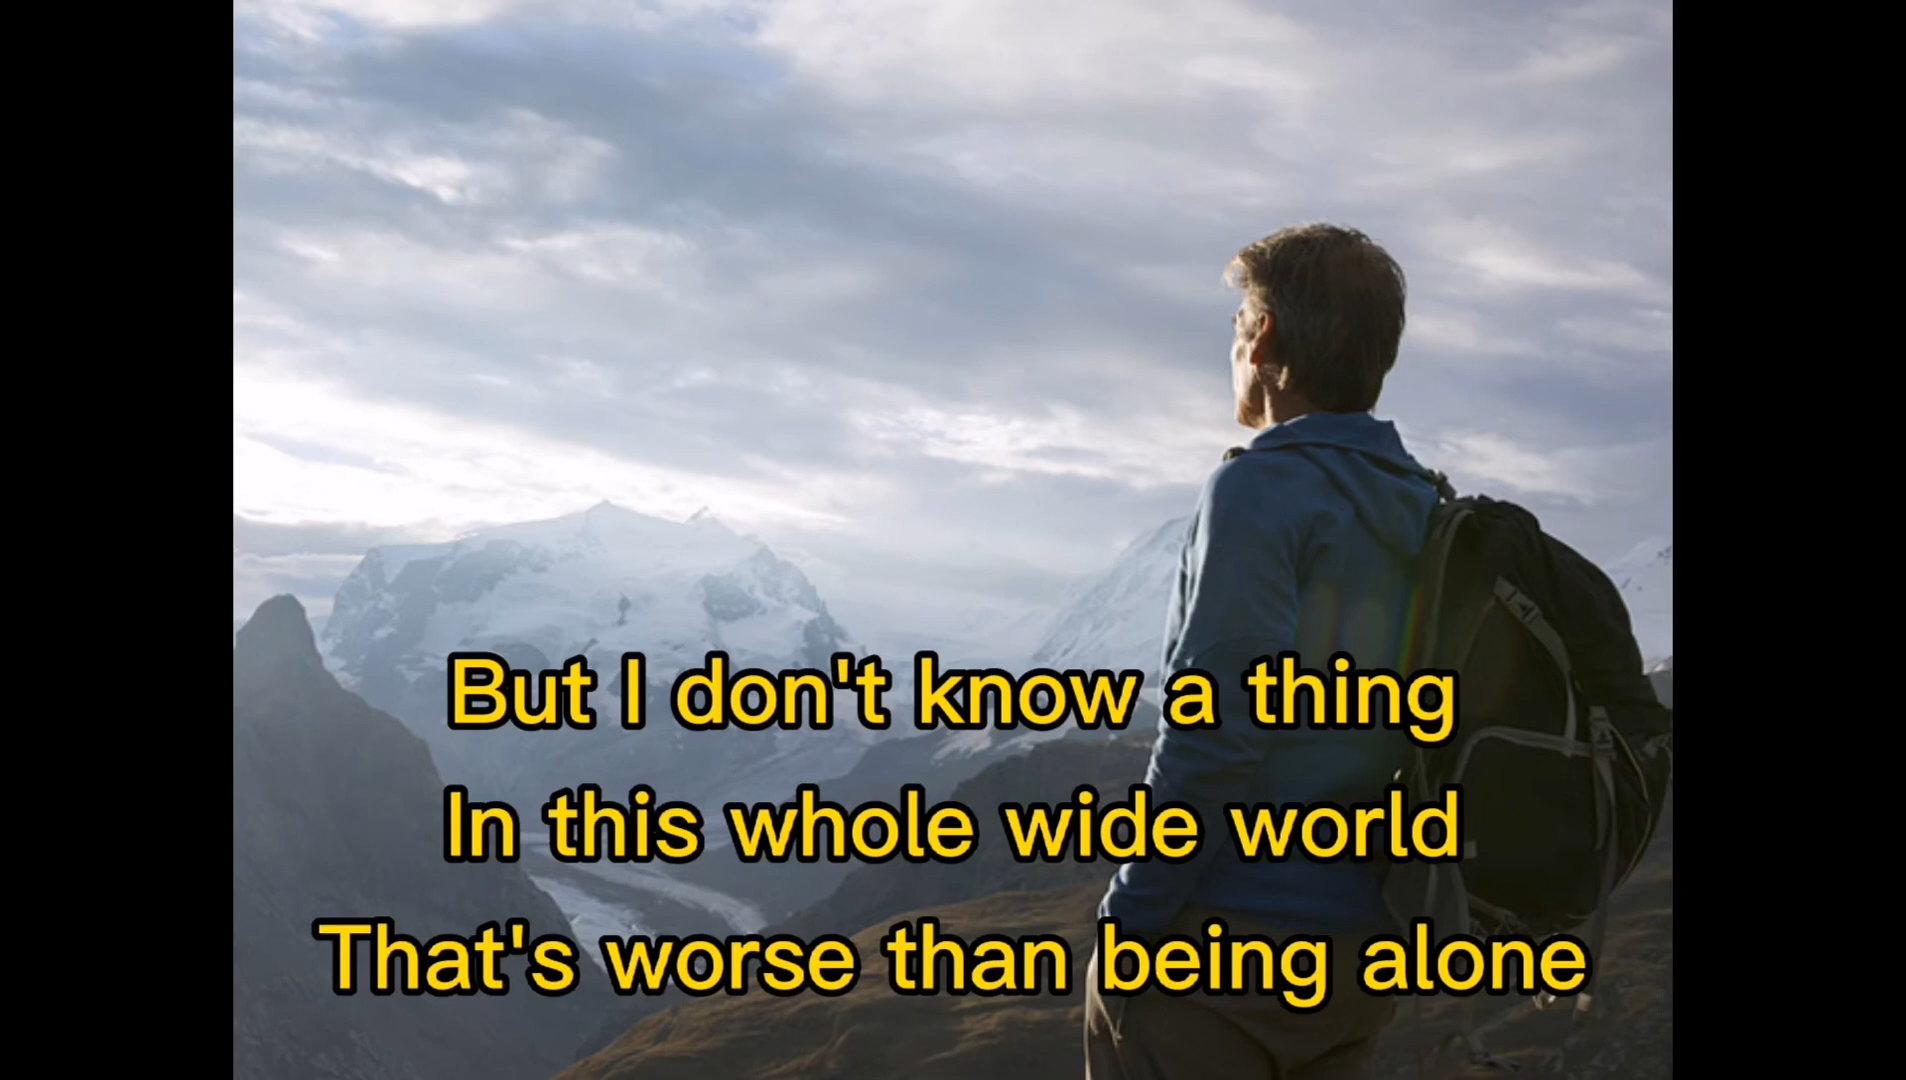 But I don't know a thing
In this whole wide world
That's worse than being alone